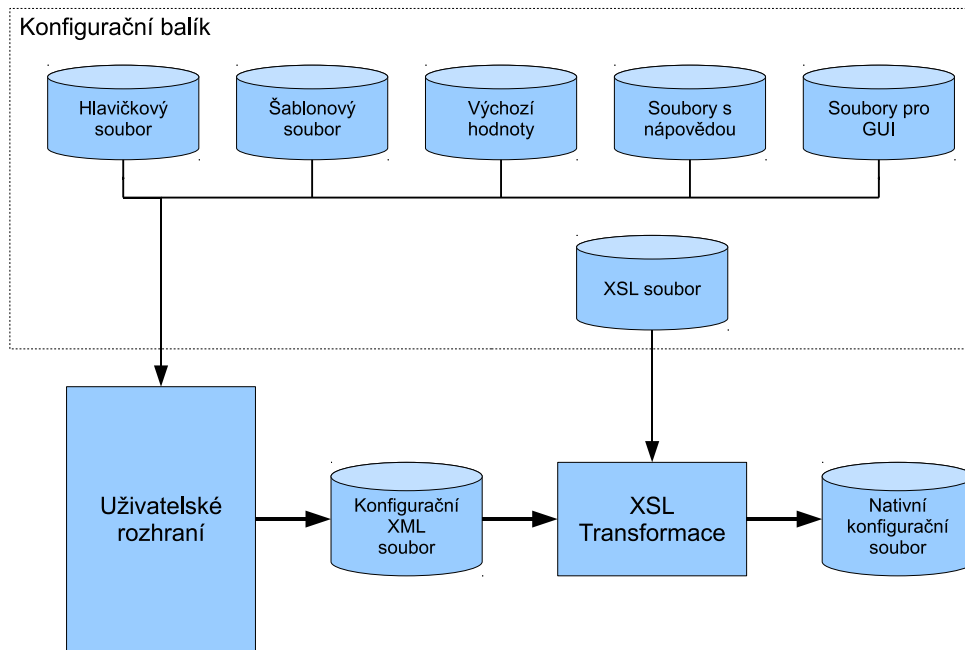 Konfigurační balík
Hlavičkový
soubor
Šablonový
soubor
Výchozí
hodnoty
Soubory s
nápovědou
Soubory pro
GUI
XSL soubor
Uživatelské
rozhraní
Konfigurační
XML
soubor
XSL
Transformace
Nativní
konfigurační
soubor